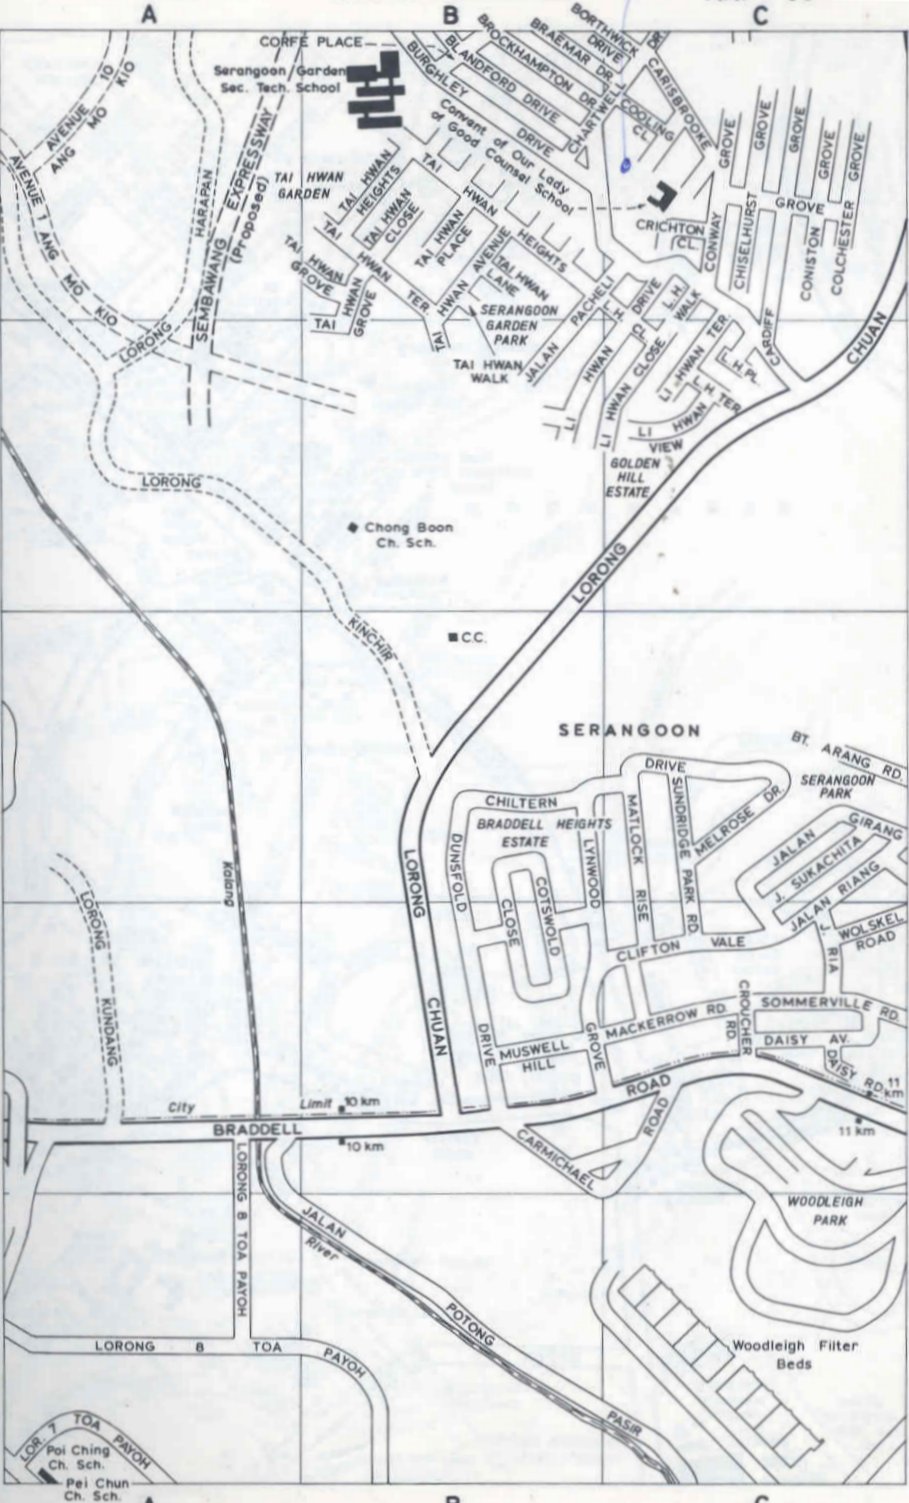 A
B
C
CORFE PLACE
Serangoon Garden
Sec. Tech. School
BORTHWICK
DRIVE
DR.
BRAEMAR DR.
BROCKHAMPTON DR.
BLANDFORD DRIVE
BURGHLEY
DRIVE
CHARTWELL
COOLING
CL.
CARISBROOKE
GROVE
GROVE
GROVE
GROVE
GROVE
GROVE
AVENUE 10
ANG MO KIO
AVENUE 1 ANG MO KIO
HARAPAN
LORONG
SEMBAWANG EXPRESSWAY
(Proposed)
TAI HWAN
GARDEN
Convent of Our Lady
of Good Counsel School
TAI HWAN
HEIGHTS
TAI HWAN
CLOSE
TAI HWAN HEIGHTS
TAI HWAN
PLACE
TAI HWAN TER.
TAI HWAN
GROVE
TAI HWAN
GROVE
TAI HWAN AVENUE
TAI HWAN
LANE
SERANGOON
GARDEN
PARK
TAI HWAN
WALK
CRICHTON
CL.
CONWAY
CHISELHURST
CONISTON
COLCHESTER
CARDIFF
JALAN PACHELI
L.H. DRIVE
L.H.
WALK
L.H. CL.
LI HWAN
LI HWAN CLOSE
LI HWAN TER.
L.H. PL.
L.H. TER.
LI HWAN
VIEW
GOLDEN
HILL
ESTATE
LORONG CHUAN
LORONG
KINCHIR
Chong Boon
Ch. Sch.
C.C.
SERANGOON
BT. ARANG RD.
SERANGOON
PARK
CHILTERN
DRIVE
BRADDELL HEIGHTS
ESTATE
DUNSFOLD
DRIVE
COTSWOLD
CLOSE
LYNWOOD
GROVE
MATLOCK RISE
SUNDRIDGE PARK RD.
MELROSE DR.
JALAN GIRANG
J. SUKACHITA
JALAN RIANG
J. RIA
WOLSKEL
ROAD
CLIFTON VALE
SOMMERVILLE RD.
CROUCHER
RD.
MACKERROW RD.
DAISY AV.
DAISY RD.
MUSWELL
HILL
11
km
11 km
LORONG
CHUAN
Kalang
LORONG
KUNDANG
City Limit
10 km
10 km
BRADDELL
ROAD
CARMICHAEL
ROAD
WOODLEIGH
PARK
LORONG 8 TOA PAYOH
JALAN
River
POTONG
PASIR
LORONG 8 TOA PAYOH
Woodleigh Filter
Beds
LOR. 7 TOA PAYOH
Poi Ching
Ch. Sch.
Pei Chun
Ch. Sch.